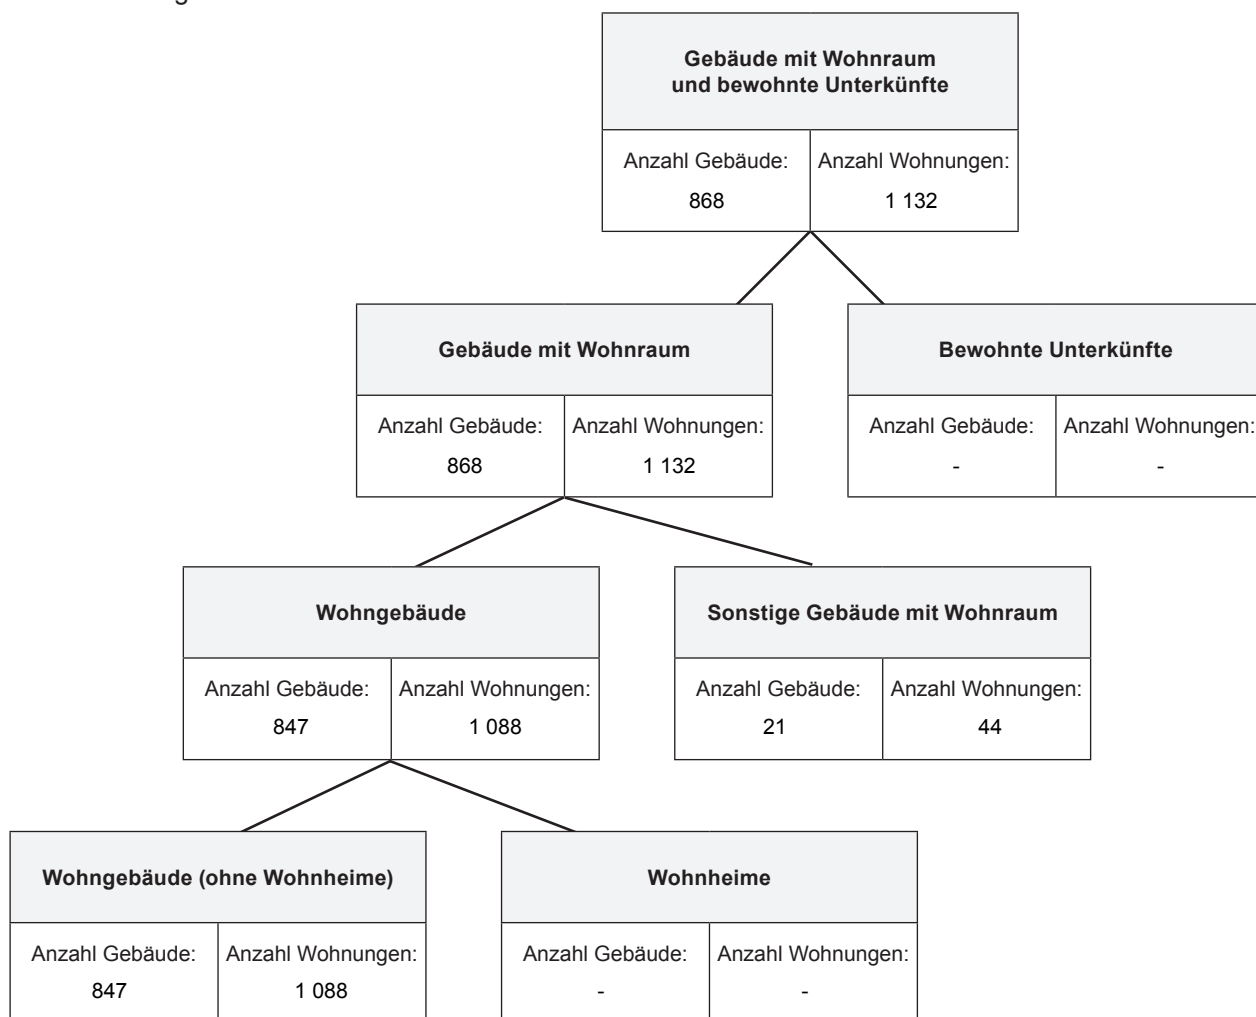 Gebäude mit Wohnraum
und bewohnte Unterkünfte
Anzahl Gebäude: Anzahl Wohnungen:
868 1 132
Gebäude mit Wohnraum
Anzahl Gebäude: Anzahl Wohnungen:
868 1 132
Bewohnte Unterkünfte
Anzahl Gebäude: Anzahl Wohnungen:
- -
Wohngebäude
Anzahl Gebäude: Anzahl Wohnungen:
847 1 088
Sonstige Gebäude mit Wohnraum
Anzahl Gebäude: Anzahl Wohnungen:
21 44
Wohngebäude (ohne Wohnheime)
Anzahl Gebäude: Anzahl Wohnungen:
847 1 088
Wohnheime
Anzahl Gebäude: Anzahl Wohnungen:
- -